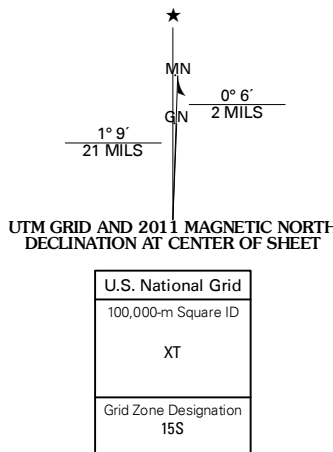 MN
0° 6´
2 MILS
GN
1° 9´
21 MILS
UTM GRID AND 2011 MAGNETIC NORTH
DECLINATION AT CENTER OF SHEET
U.S. National Grid
100,000-m Square ID
XT
Grid Zone Designation
15S